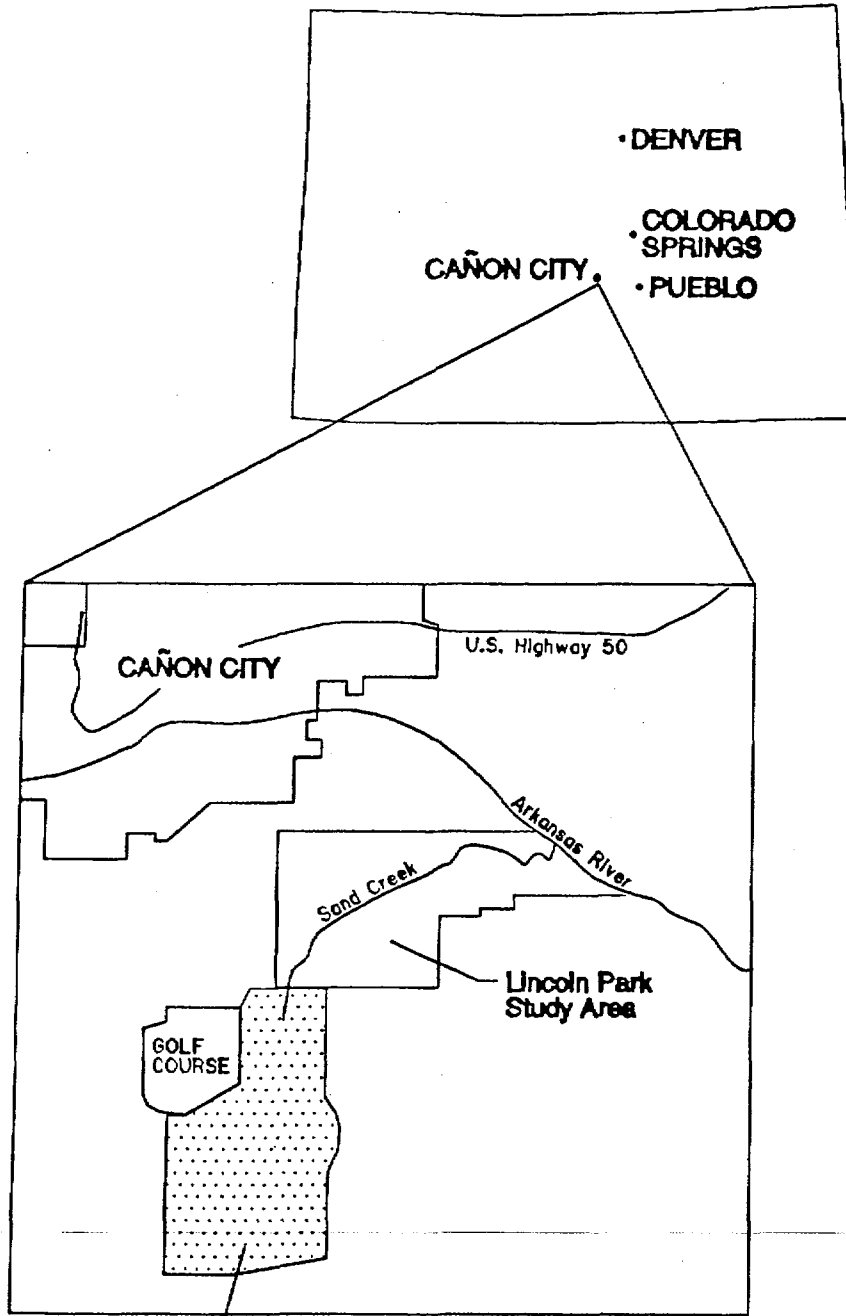 DENVER
COLORADO
SPRINGS
CAÑON CITY
PUEBLO
U.S. Highway 50
CAÑON CITY
Arkansas River
Sand Creek
Lincoln Park
Study Area
GOLF
COURSE